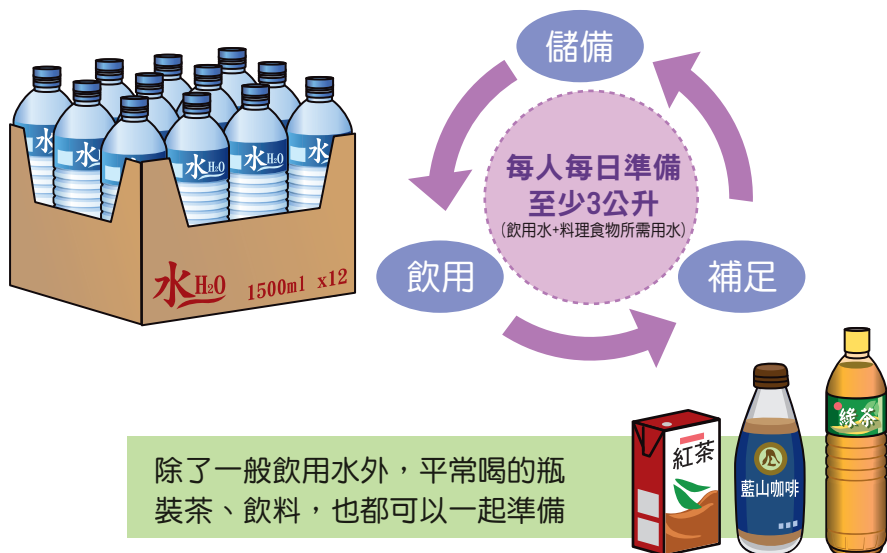 儲備
每人每日準備
至少3公升
(飲用水+料理食物所需用水)
飲用
補足
水
水
水H2O
水H2O
水
水H2O 1500ml x12
除了一般飲用水外，平常喝的瓶
裝茶、飲料，也都可以一起準備
紅茶
藍山咖啡
綠茶